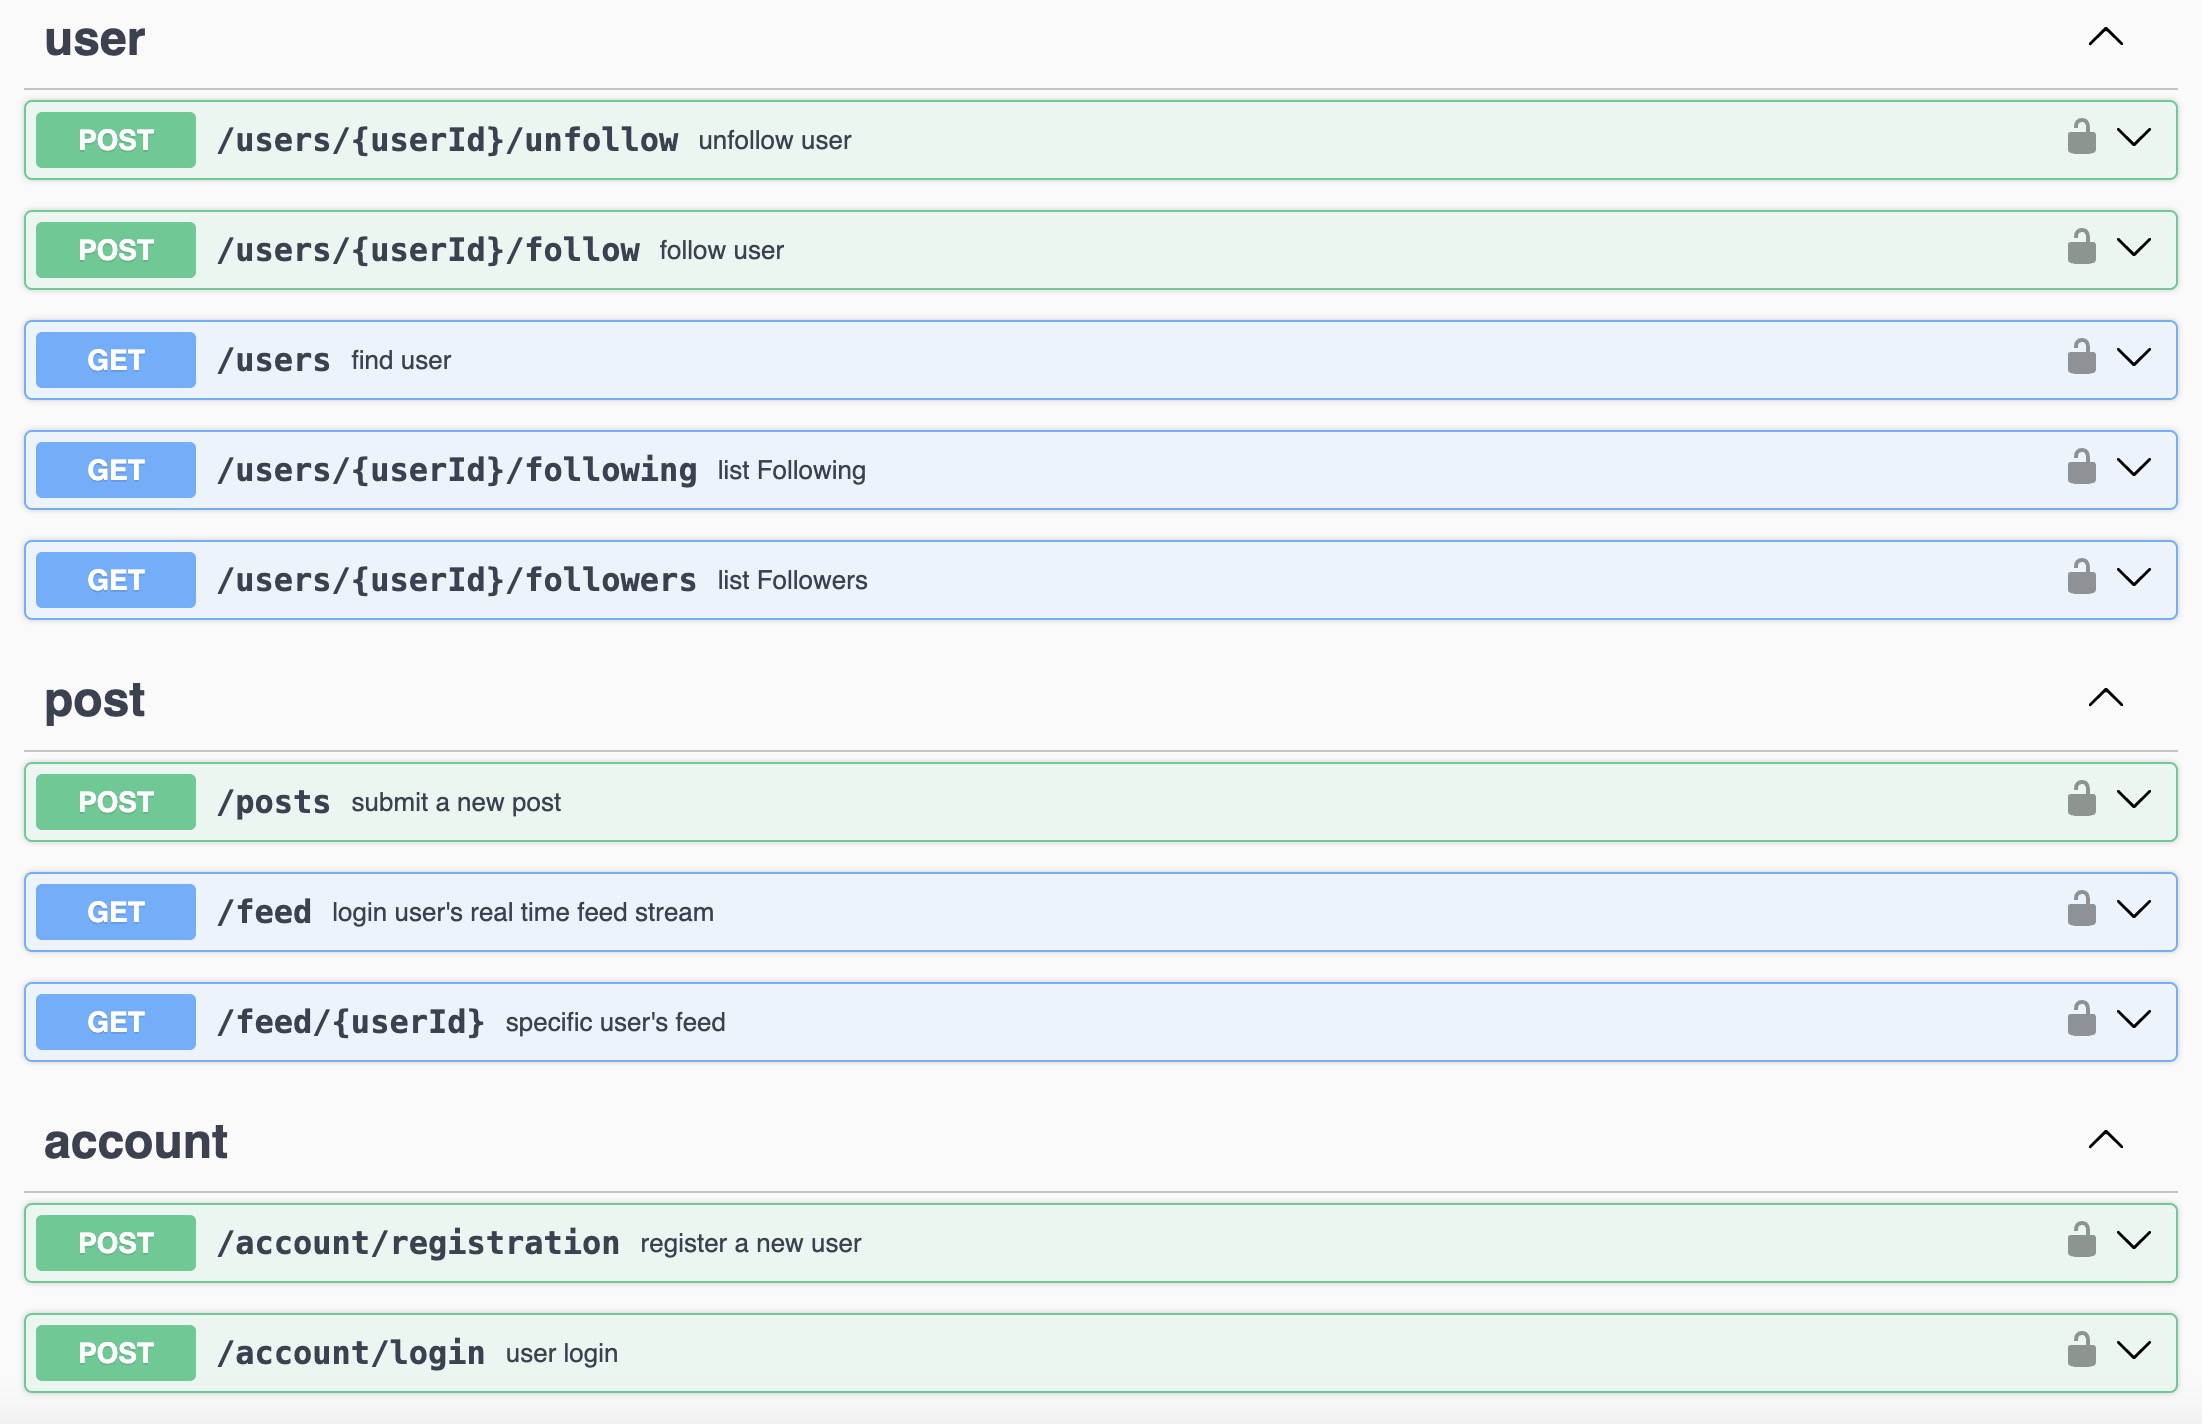 user
POST /users/{userId}/unfollow unfollow user
POST /users/{userId}/follow follow user
GET /users find user
GET /users/{userId}/following list Following
GET /users/{userId}/followers list Followers
post
POST /posts submit a new post
GET /feed login user's real time feed stream
GET /feed/{userId} specific user's feed
account
POST /account/registration register a new user
POST /account/login user login